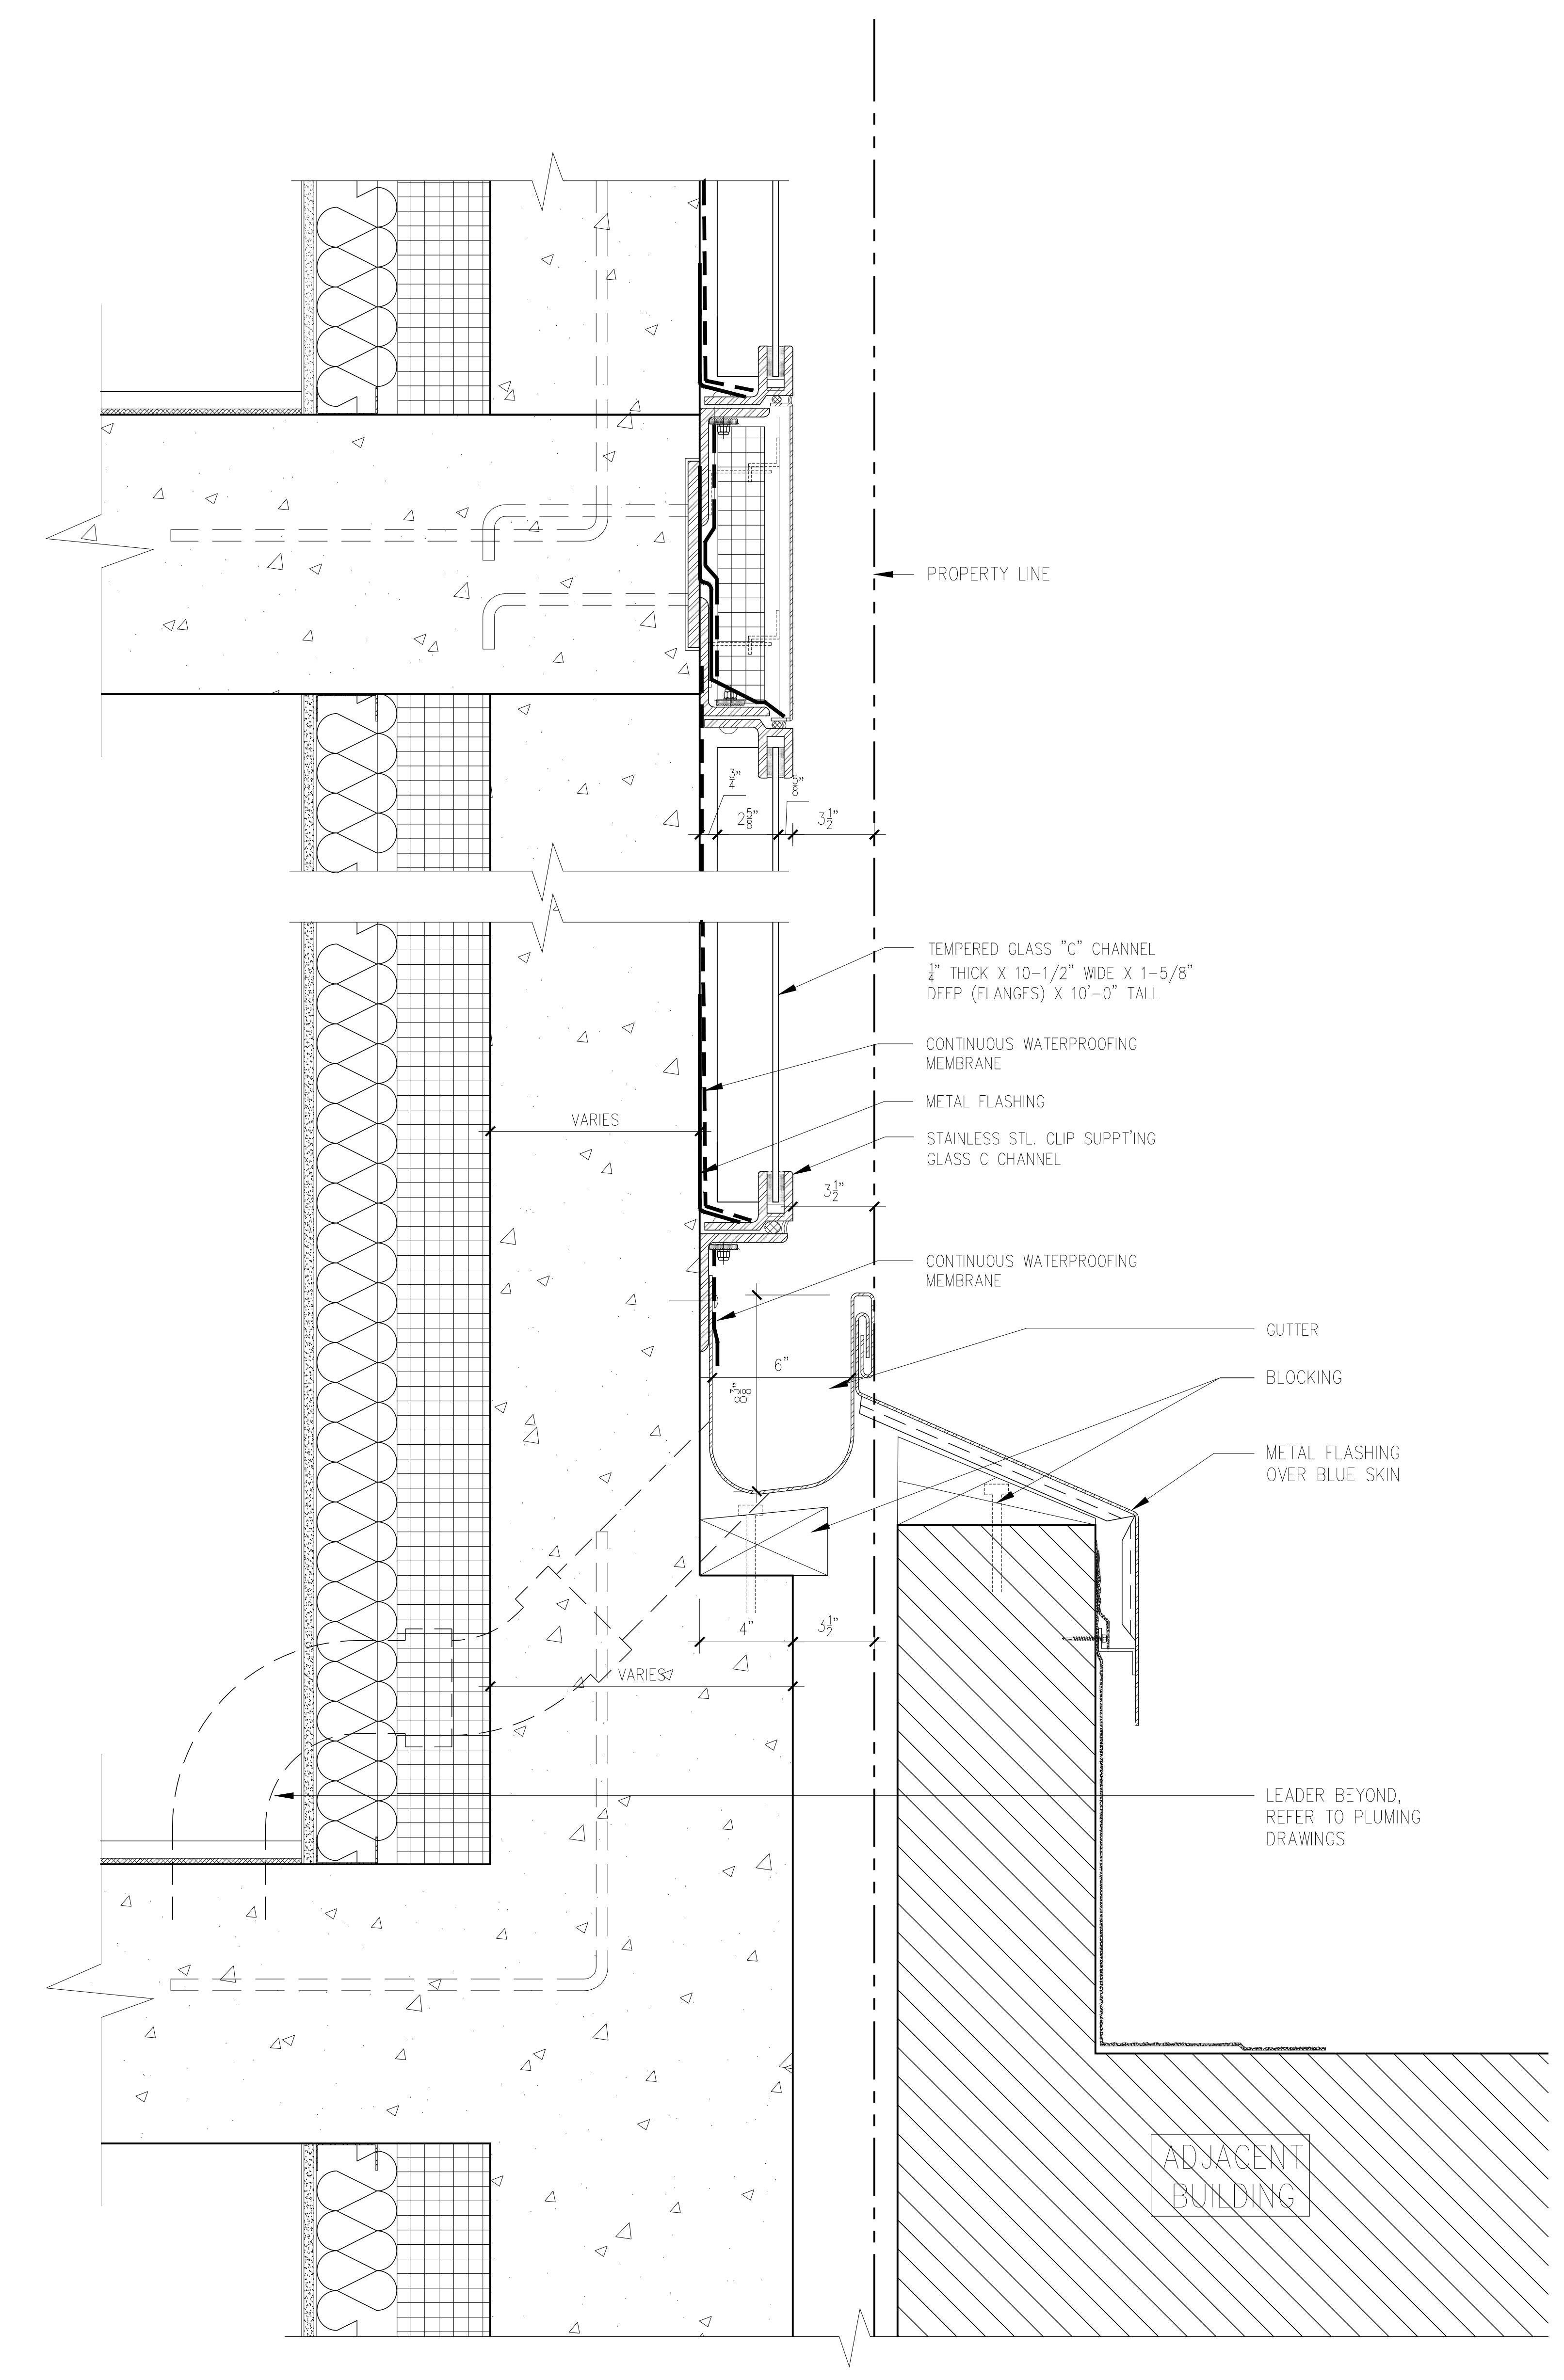 PROPERTY LINE
3/4"
2 5/8"
5/8"
3 1/2"
TEMPERED GLASS "C" CHANNEL
1/4" THICK X 10-1/2" WIDE X 1-5/8"
DEEP (FLANGES) X 10'-0" TALL
CONTINUOUS WATERPROOFING
MEMBRANE
METAL FLASHING
VARIES
STAINLESS STL. CLIP SUPPT'ING
GLASS C CHANNEL
3 1/2"
CONTINUOUS WATERPROOFING
MEMBRANE
GUTTER
6"
BLOCKING
METAL FLASHING
OVER BLUE SKIN
4"
3 1/2"
VARIES
LEADER BEYOND,
REFER TO PLUMING
DRAWINGS
ADJACENT
BUILDING